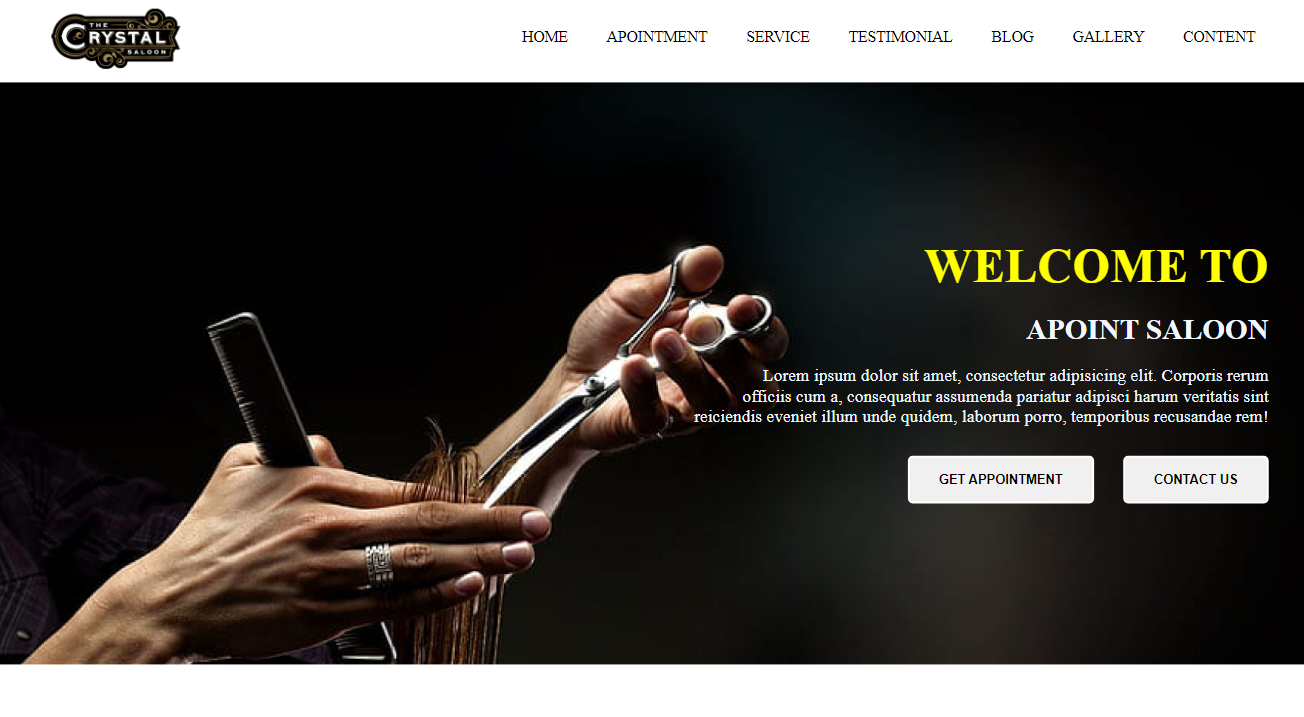 THE
CRYSTAL
SALOON
HOME APOINTMENT SERVICE TESTIMONIAL BLOG GALLERY CONTENT
WELCOME TO
APOINT SALOON
Lorem ipsum dolor sit amet, consectetur adipisicing elit. Corporis rerum
officiis cum a, consequatur assumenda pariatur adipisci harum veritatis sint
reiciendis eveniet illum unde quidem, laborum porro, temporibus recusandae rem!
GET APPOINTMENT CONTACT US